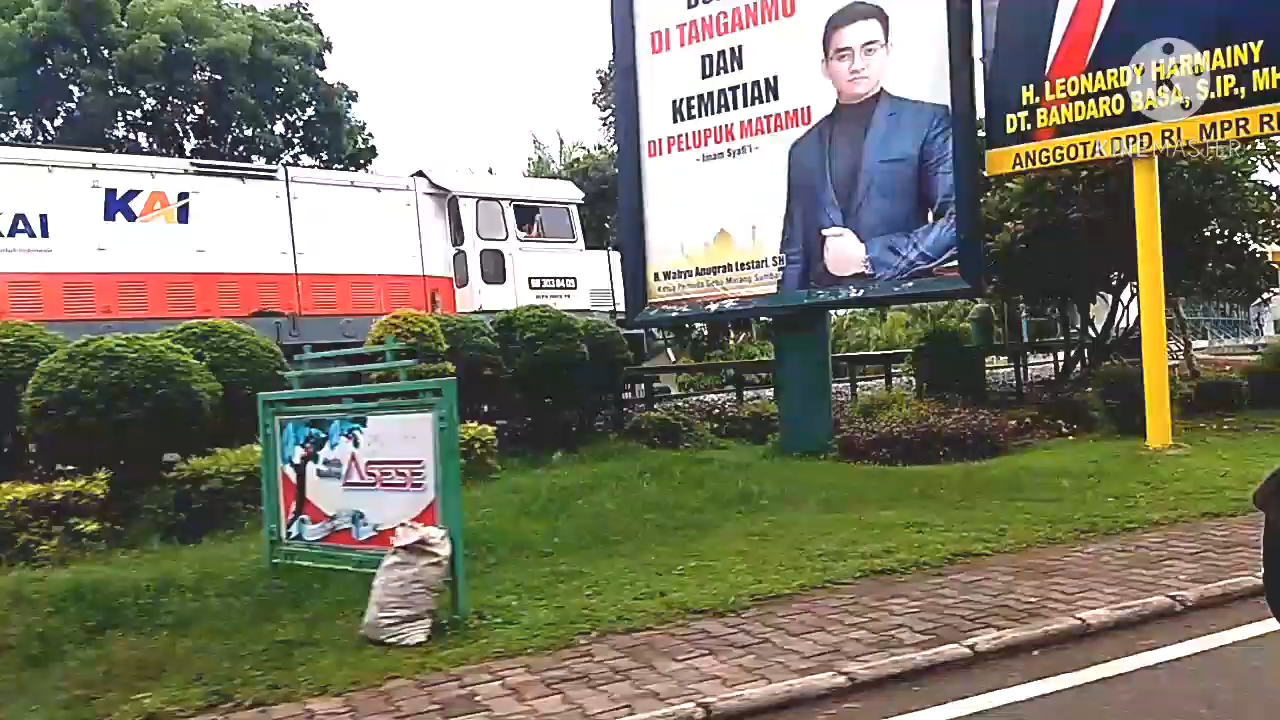 DI TANGANMU
DAN
KEMATIAN
DI PELUPUK MATAMU
- Imam Syafi'i -
H. Wahyu Anugrah Lestari, SH
H. LEONARDY HARMAINY
DT. BANDARO BASA, S.IP., MH
ANGGOTA DPD RI, MPR RI
KINEMASTER
KAI
KAI
ASESE